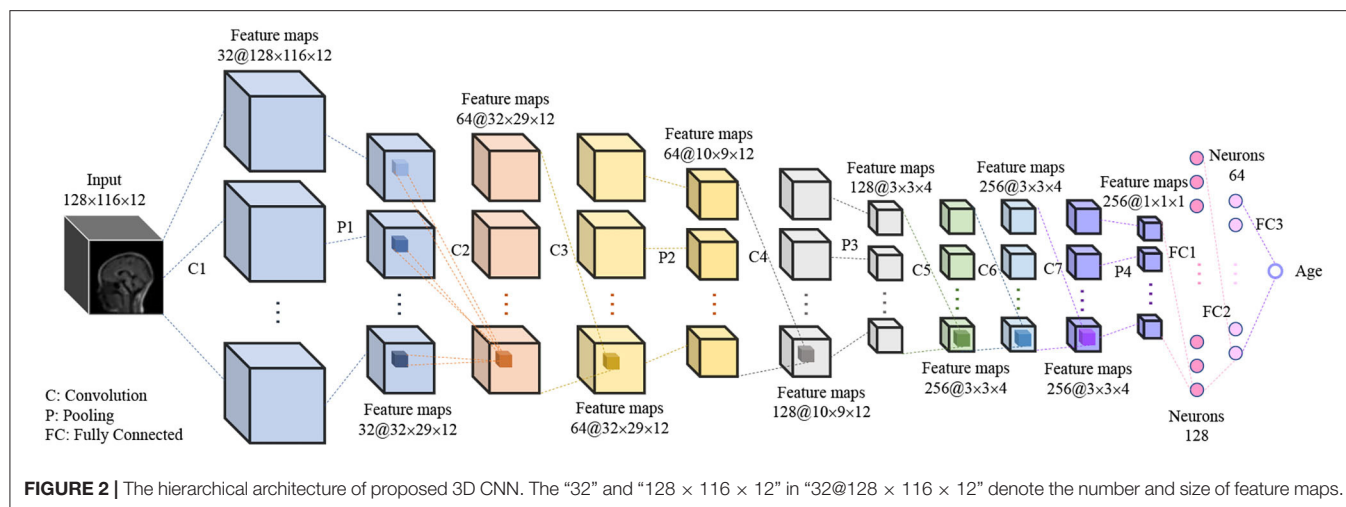 Feature maps
32@128×116×12
Feature maps
64@32×29×12
Feature maps
64@10×9×12
Feature maps
128@3×3×4
Feature maps
256@3×3×4
Feature maps
256@1×1×1
Neurons
64
Input
128×116×12
C1
P1
C2
C3
P2
C4
P3
C5
C6
C7
P4
FC1
FC2
FC3
Age
Feature maps
32@32×29×12
Feature maps
64@32×29×12
Feature maps
128@10×9×12
Feature maps
256@3×3×4
Feature maps
256@3×3×4
Neurons
128
C: Convolution
P: Pooling
FC: Fully Connected
FIGURE 2 | The hierarchical architecture of proposed 3D CNN. The “32” and “128 × 116 × 12” in “32@128 × 116 × 12” denote the number and size of feature maps.